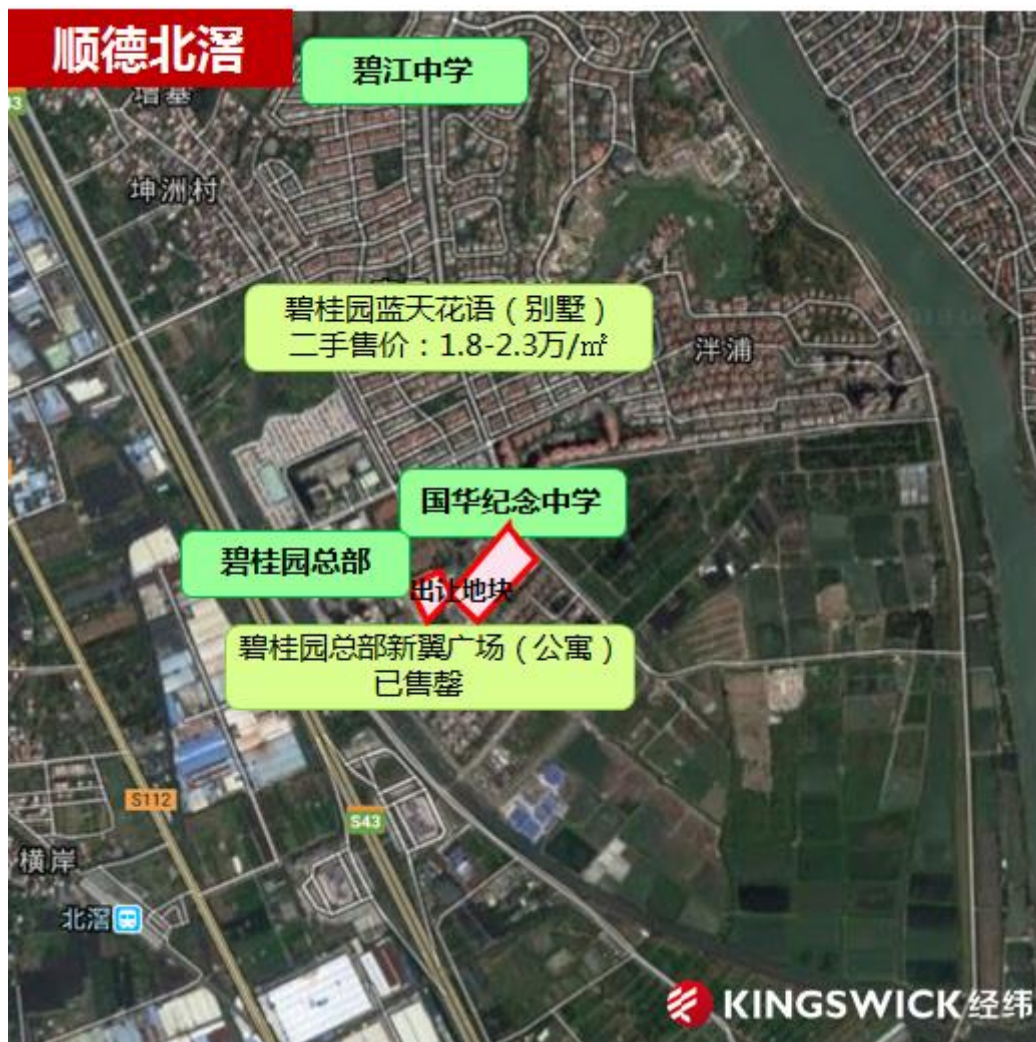 顺德北滘
碧江中学
增基
43
坤洲村
碧桂园蓝天花语（别墅）
二手售价：1.8-2.3万/㎡
泮浦
国华纪念中学
碧桂园总部
出让地块
碧桂园总部新翼广场（公寓）
已售罄
S112
S43
横岸
北滘
KINGSWICK经纬